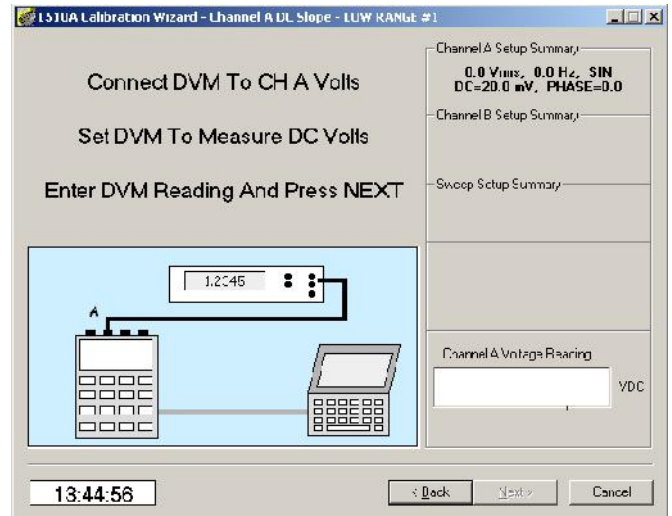 1510A Calibration Wizard - Channel A DC Slope - LOW RANGE #1
Connect DVM To CH A Volts
Set DVM To Measure DC Volts
Enter DVM Reading And Press NEXT
1.2345
A
Channel A Setup Summary
0.0 Vrms, 0.0 Hz, SIN
DC=20.0 mV, PHASE=0.0
Channel B Setup Summary
Sweep Setup Summary
Channel A Voltage Reading
VDC
13:44:56
< Back
Next >
Cancel